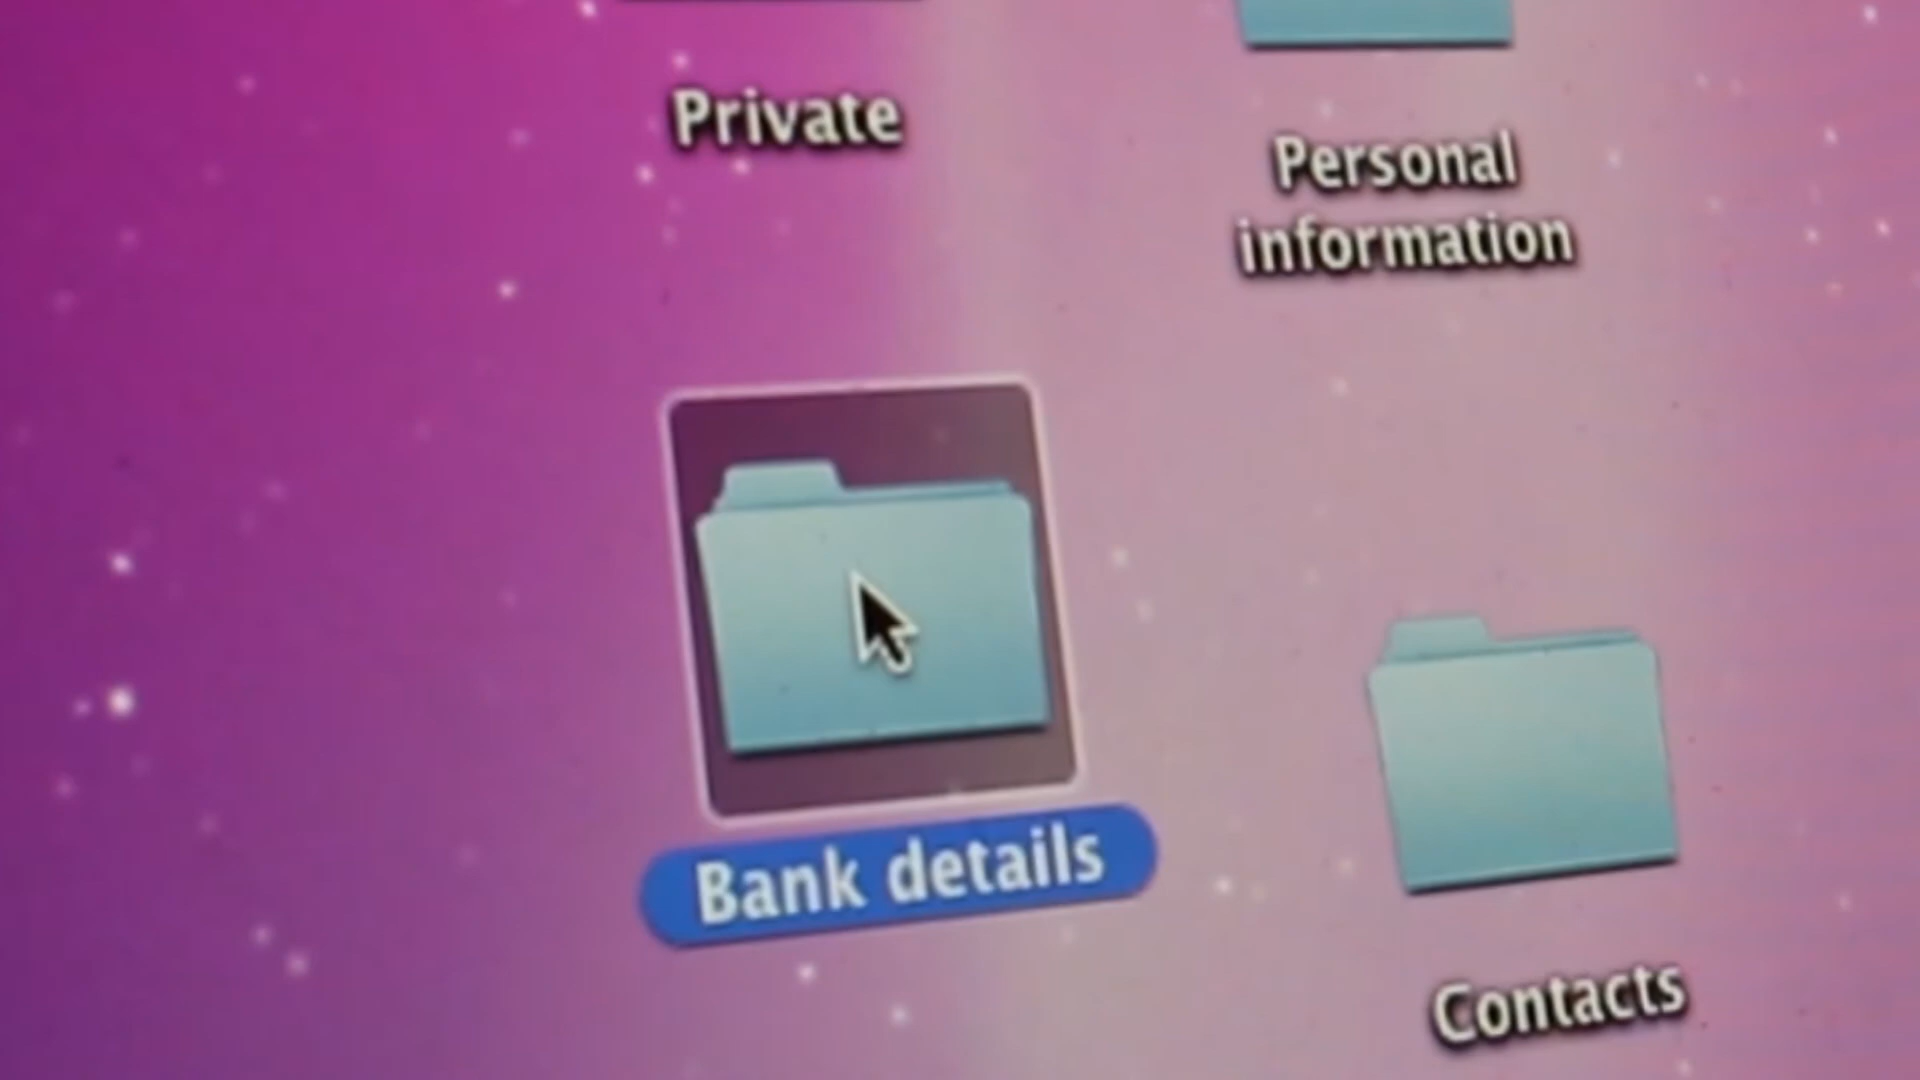 Private
Personal
information
Bank details
Contacts